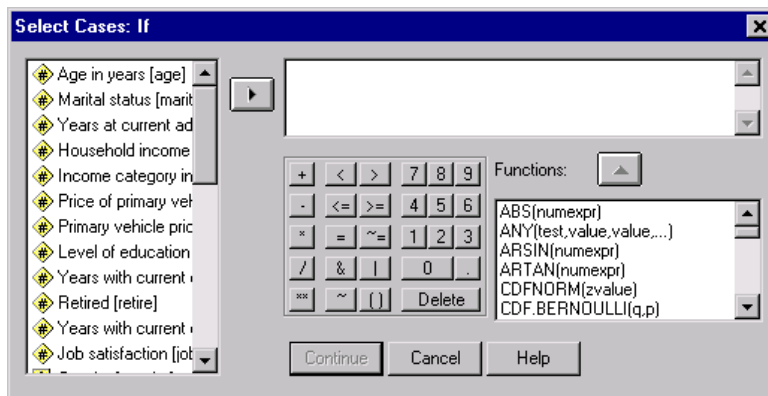 Select Cases: If
Age in years [age]
Marital status [marit
Years at current ad
Household income
Income category in
Price of primary veh
Primary vehicle pric
Level of education
Years with current
Retired [retire]
Years with current
Job satisfaction [job
+ < > 7 8 9
- <= >= 4 5 6
* = ~= 1 2 3
/ & | 0 .
** ~ () Delete
Functions:
ABS(numexpr)
ANY(test,value,value,...)
ARSIN(numexpr)
ARTAN(numexpr)
CDFNORM(zvalue)
CDF.BERNOULLI(q,p)
Continue Cancel Help